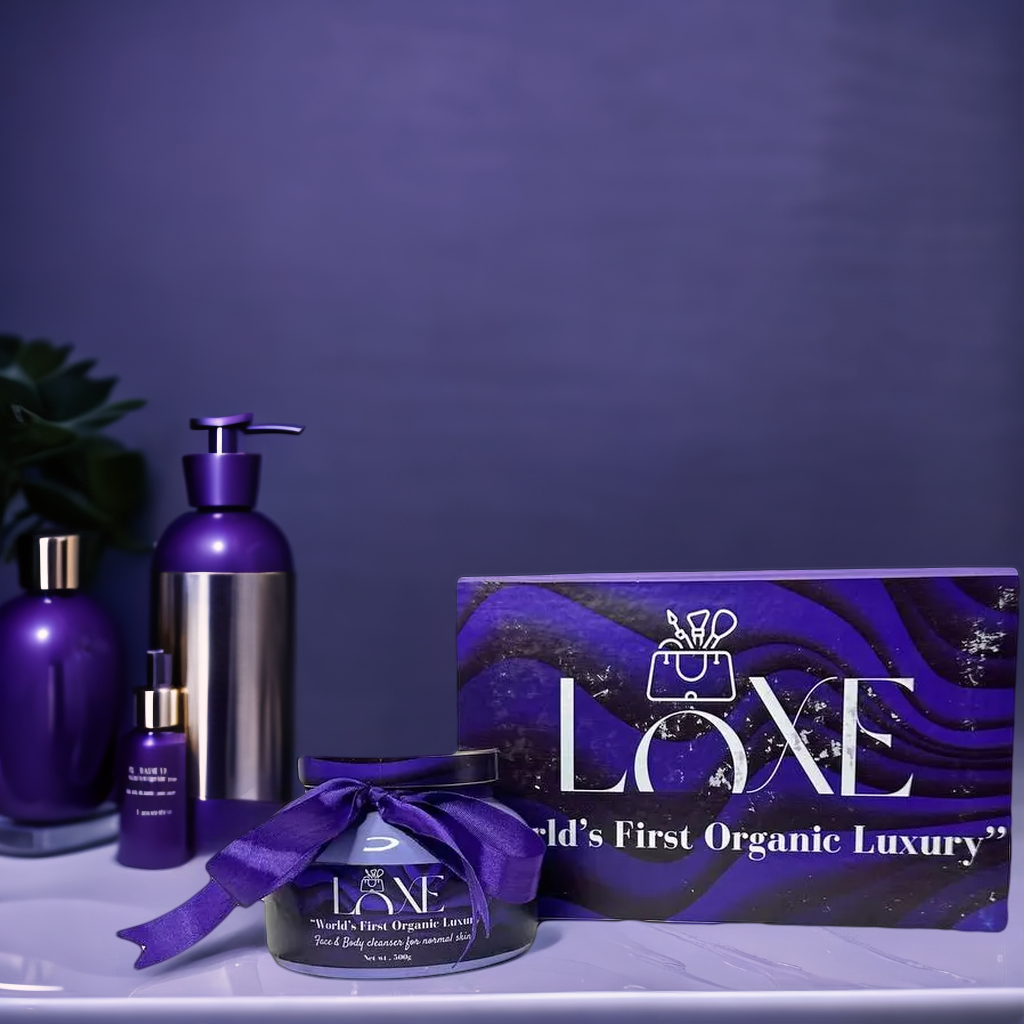 LOXE
rld's First Organic Luxury”
LOXE
“World's First Organic Luxur
Face & Body cleanser for normal skin
Net wt . 500g